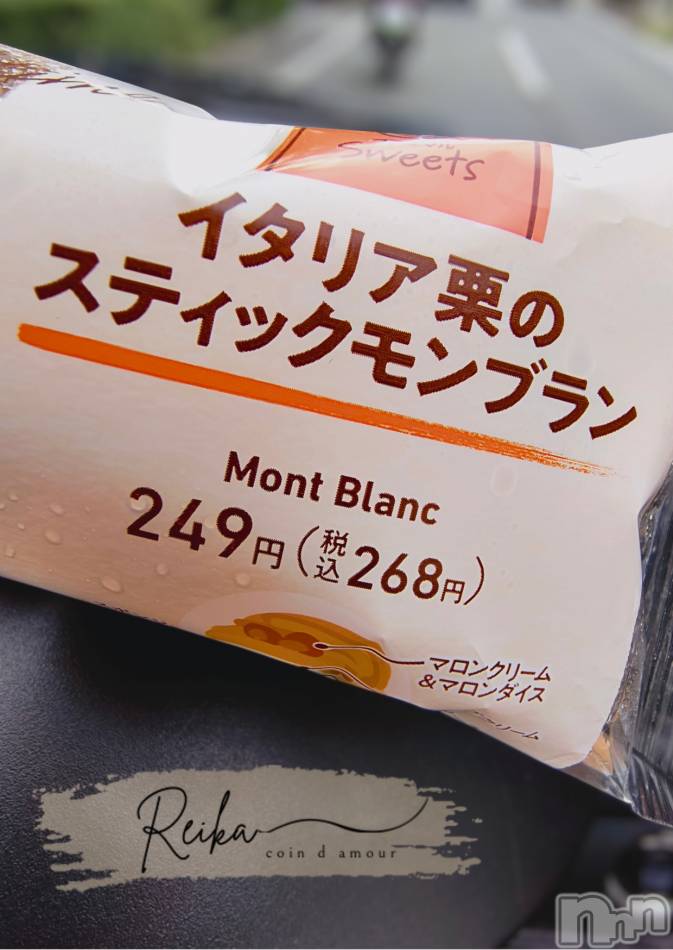 Sweets
イタリア栗の
スティックモンブラン
Mont Blanc
249円(税込268円)
マロンクリーム
&マロンダイス
Reika
coin d amour
nnn